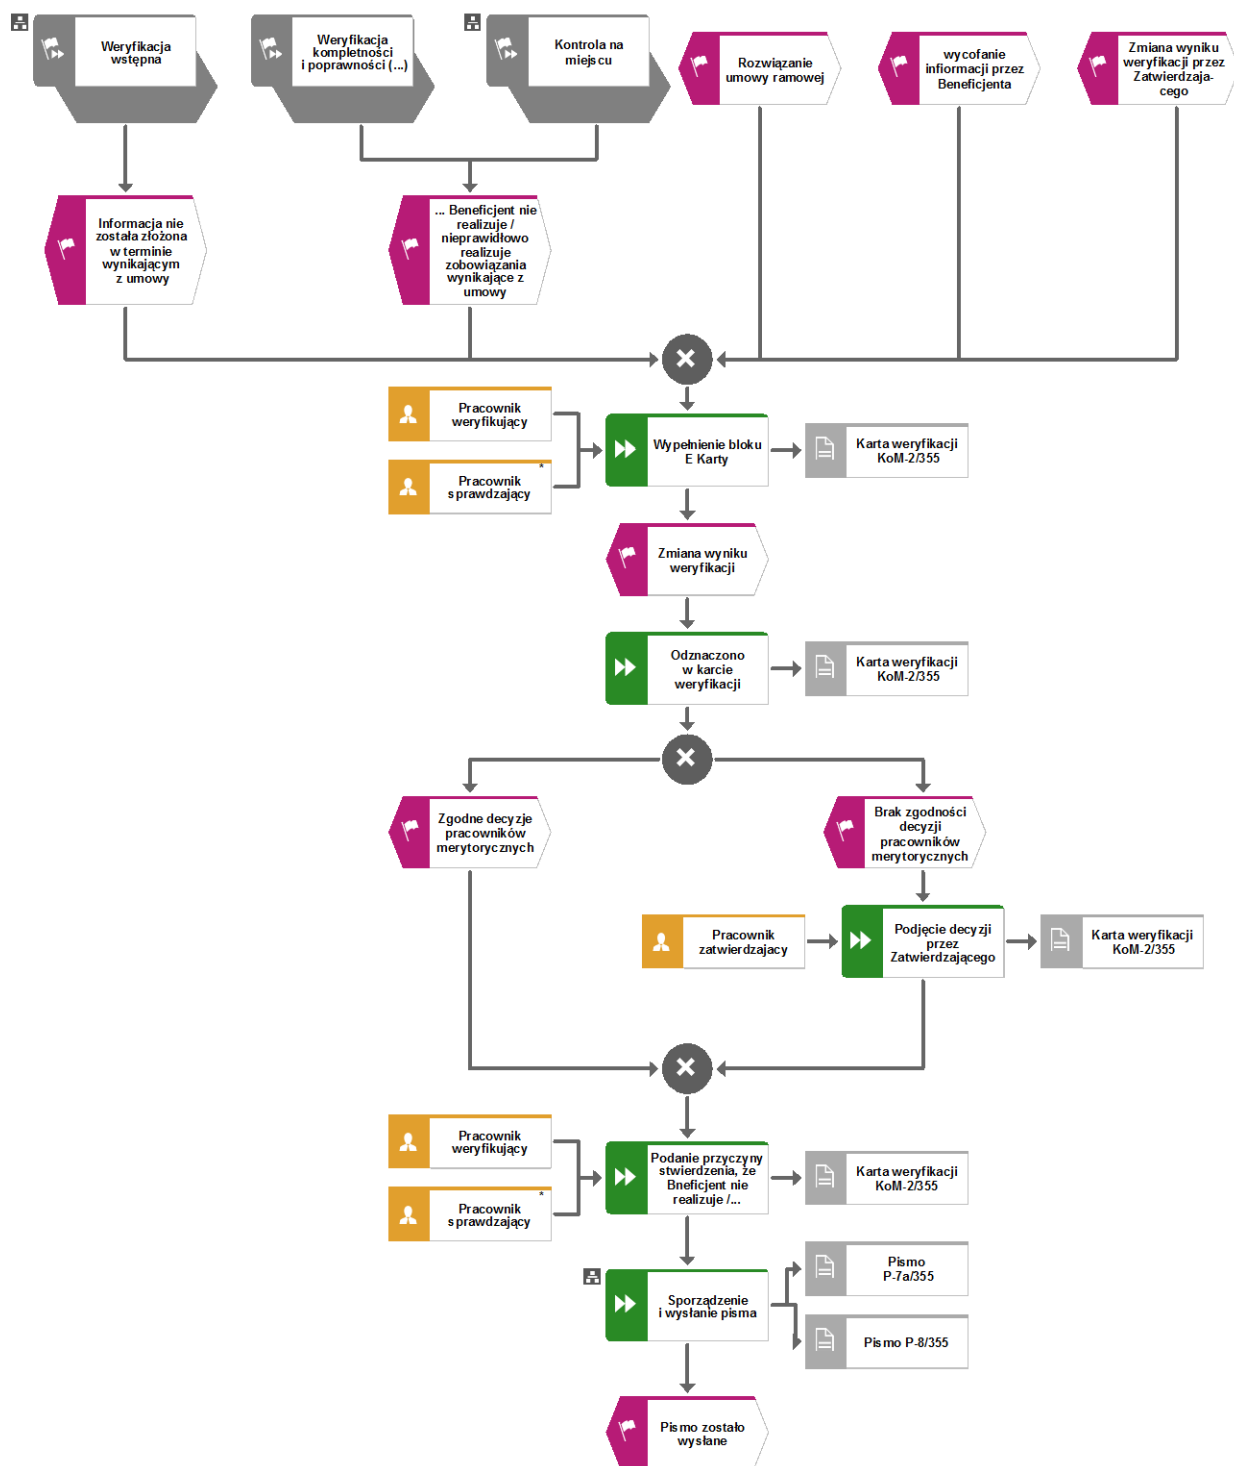 Weryfikacja
wstępna
Weryfikacja
kompletności
i poprawności (...)
Kontrola na
miejscu
Rozwiązanie
umowy ramowej
wycofanie
infiormacji przez
Beneficjenta
Zmiana wyniku
weryfikacji przez
Zatwierdzają-
cego
Informacja nie
została złożona
w terminie
wynikającym
z umowy
... Beneficjent nie
realizuje /
nieprawidłowo
realizuje
zobowiązania
wynikające z
umowy
Pracownik
weryfikujący
Pracownik *
sprawdzający
Wypełnienie bloku
E Karty
Karta weryfikacji
KoM-2/355
Zmiana wyniku
weryfikacji
Odznaczono
w karcie
weryfikacji
Karta weryfikacji
KoM-2/355
Zgodne decyzje
pracowników
merytorycznych
Brak zgodności
decyzji
pracowników
merytorycznych
Pracownik
zatwierdzajacy
Podjęcie decyzji
przez
Zatwierdzającego
Karta weryfikacji
KoM-2/355
Pracownik
weryfikujący
Pracownik *
sprawdzający
Podanie przyczyny
stwierdzenia, że
Bneficjent nie
realizuje /...
Karta weryfikacji
KoM-2/355
Sporządzenie
i wysłanie pisma
Pismo
P-7a/355
Pismo P-8/355
Pismo zostało
wysłane